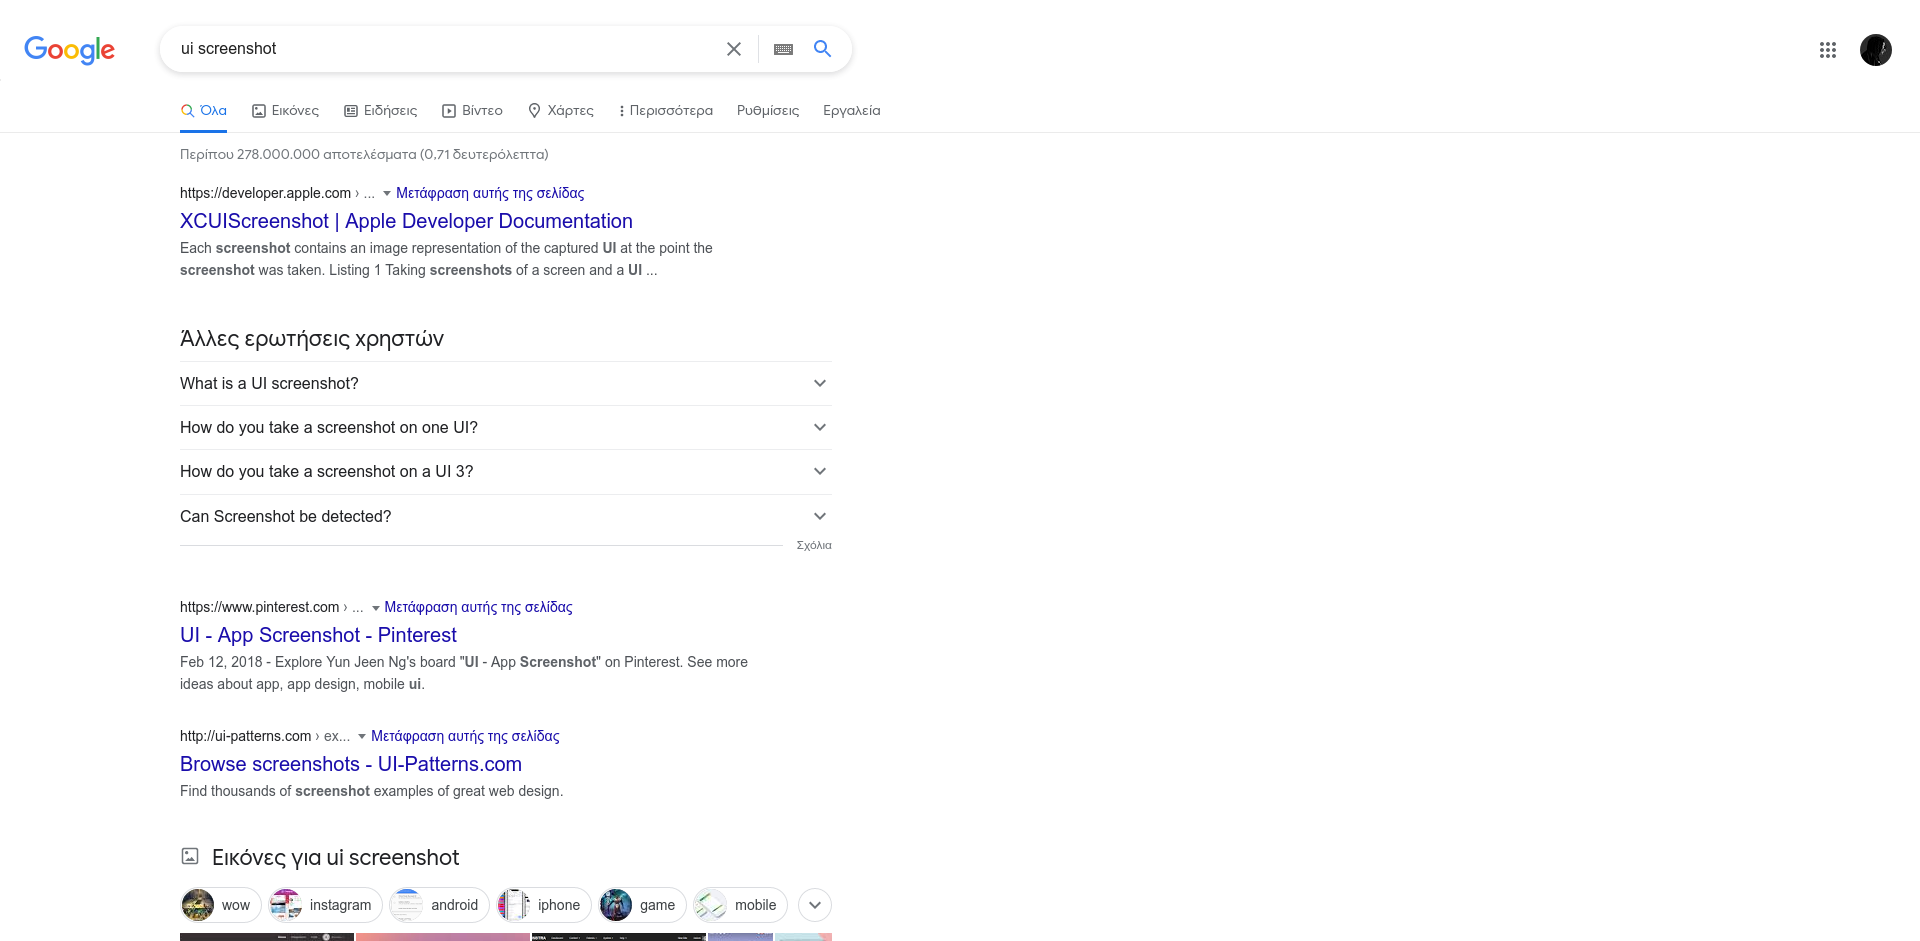 Google
ui screenshot
Όλα Εικόνες Ειδήσεις Βίντεο Χάρτες Περισσότερα Ρυθμίσεις Εργαλεία
Περίπου 278.000.000 αποτελέσματα (0,71 δευτερόλεπτα)
https://developer.apple.com › ... Μετάφραση αυτής της σελίδας
XCUIScreenshot | Apple Developer Documentation
Each screenshot contains an image representation of the captured UI at the point the
screenshot was taken. Listing 1 Taking screenshots of a screen and a UI ...
Άλλες ερωτήσεις χρηστών
What is a UI screenshot?
How do you take a screenshot on one UI?
How do you take a screenshot on a UI 3?
Can Screenshot be detected?
Σχόλια
https://www.pinterest.com › ... Μετάφραση αυτής της σελίδας
UI - App Screenshot - Pinterest
Feb 12, 2018 - Explore Yun Jeen Ng's board "UI - App Screenshot" on Pinterest. See more
ideas about app, app design, mobile ui.
http://ui-patterns.com › ex... Μετάφραση αυτής της σελίδας
Browse screenshots - UI-Patterns.com
Find thousands of screenshot examples of great web design.
Εικόνες για ui screenshot
wow instagram android iphone game mobile